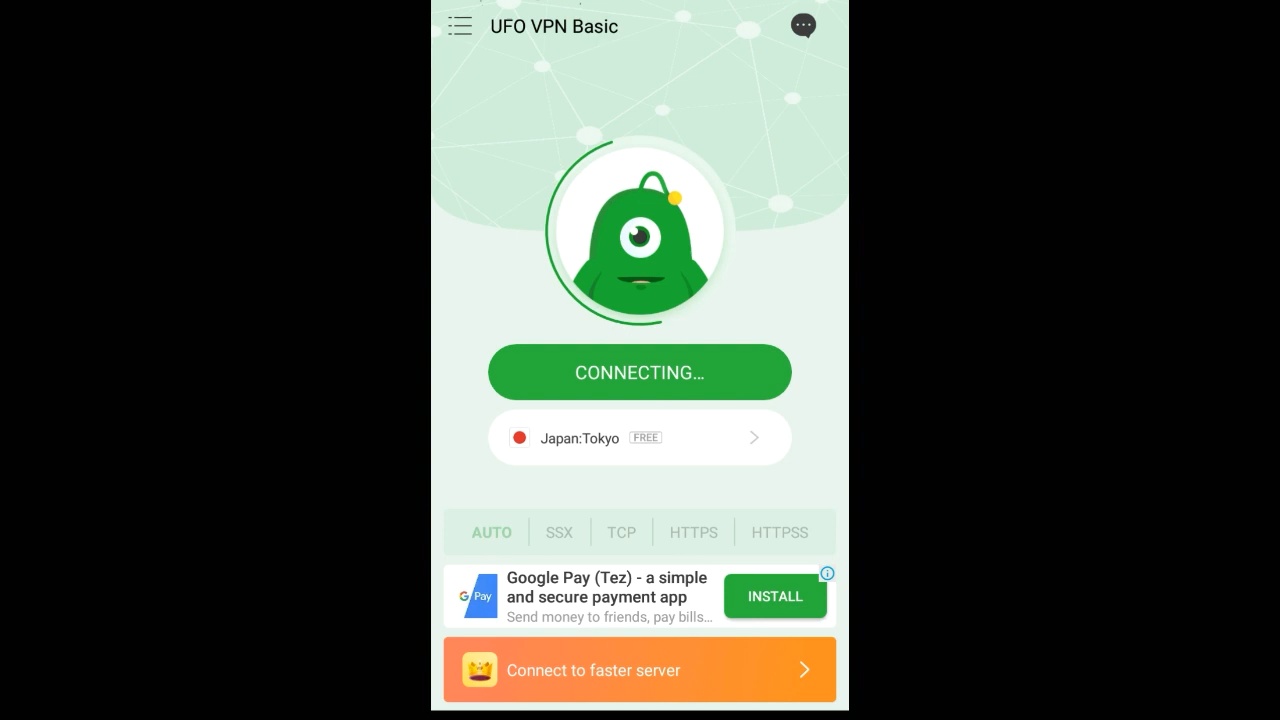 UFO VPN Basic
CONNECTING...
Japan:Tokyo FREE
AUTO SSX TCP HTTPS HTTPSS
Google Pay (Tez) - a simple
and secure payment app
Send money to friends, pay bills...
G Pay
INSTALL
Connect to faster server